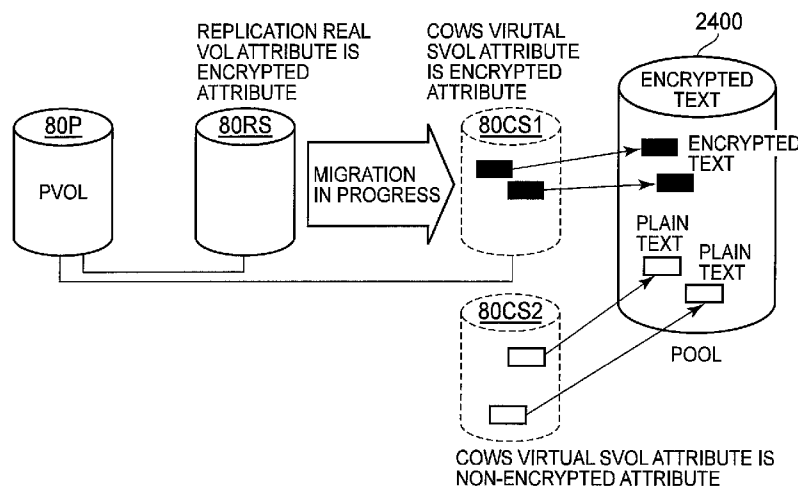 REPLICATION REAL
VOL ATTRIBUTE IS
ENCRYPTED
ATTRIBUTE
COWS VIRUTAL
SVOL ATTRIBUTE
IS ENCRYPTED
ATTRIBUTE
2400
ENCRYPTED
TEXT
80P
80RS
80CS1
ENCRYPTED
TEXT
MIGRATION
IN PROGRESS
PVOL
PLAIN
TEXT
PLAIN
TEXT
80CS2
POOL
COWS VIRTUAL SVOL ATTRIBUTE IS
NON-ENCRYPTED ATTRIBUTE